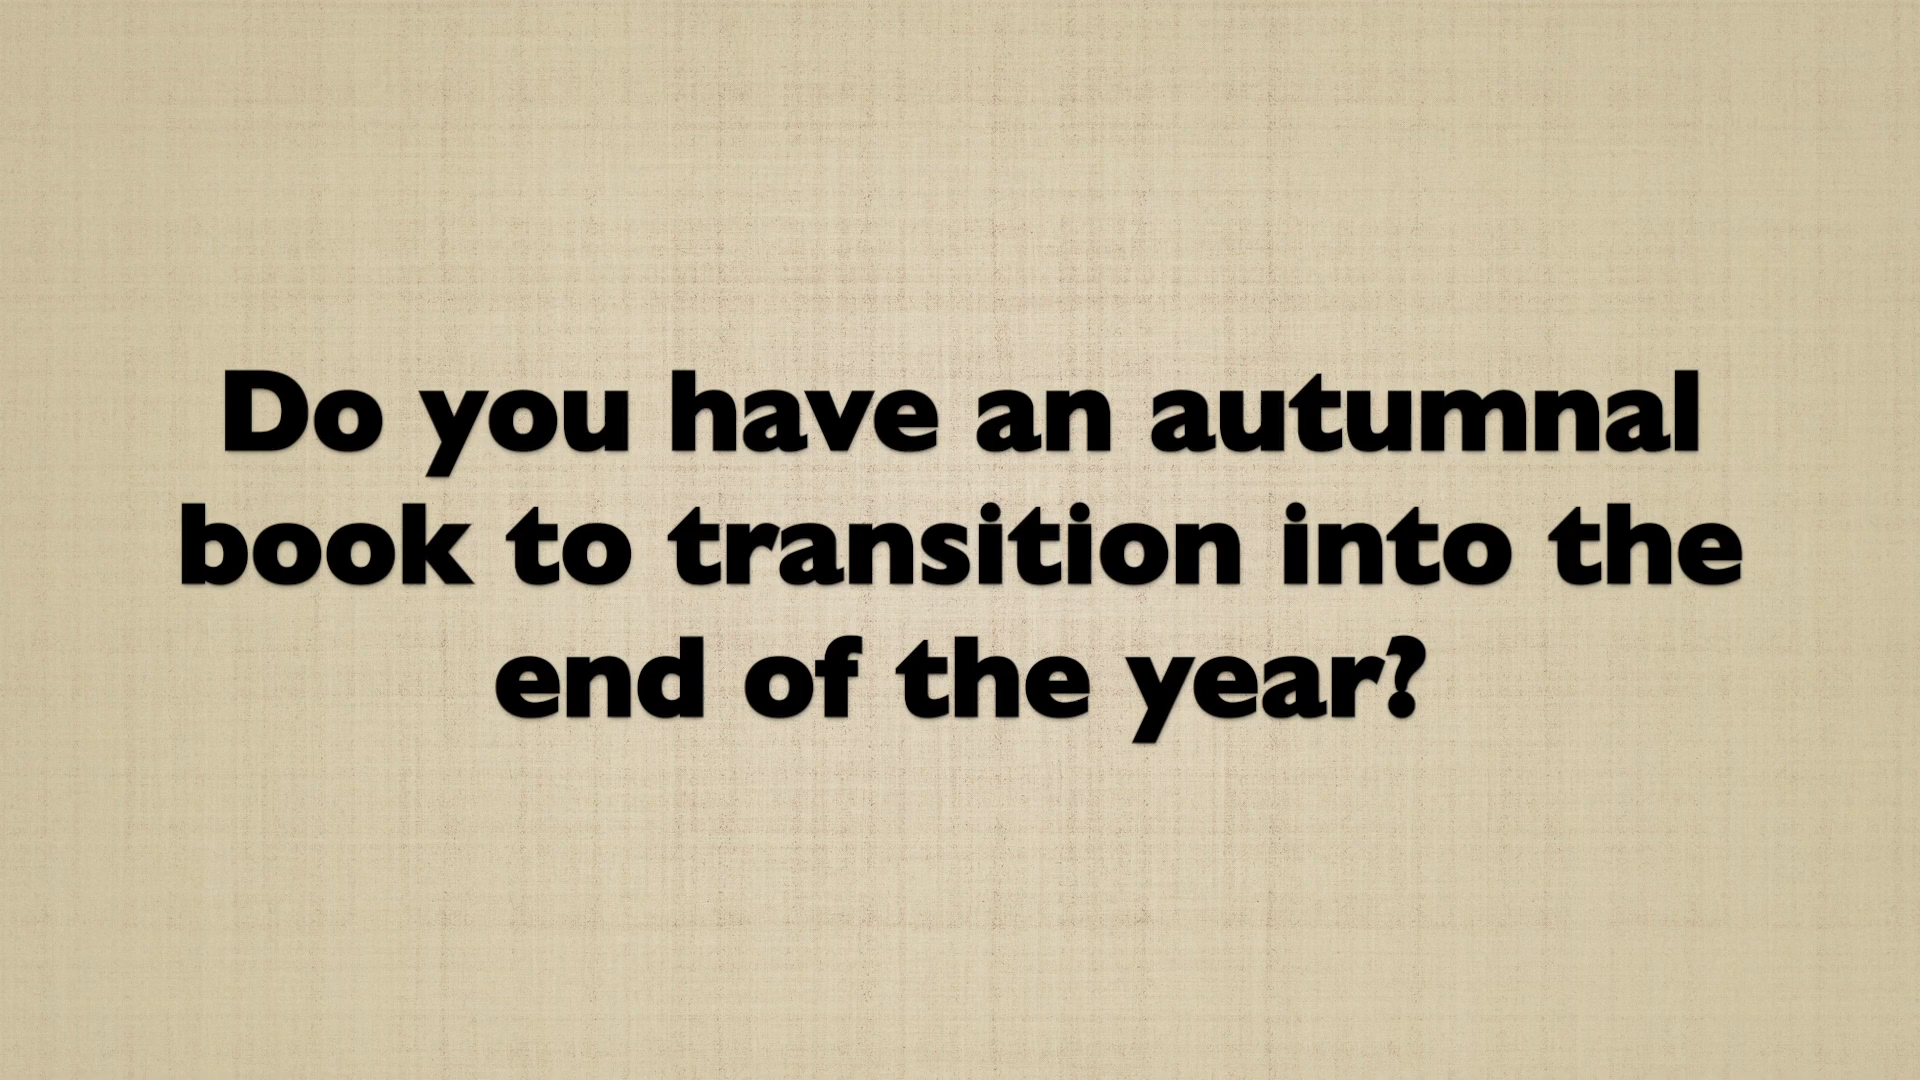 Do you have an autumnal
book to transition into the
end of the year?